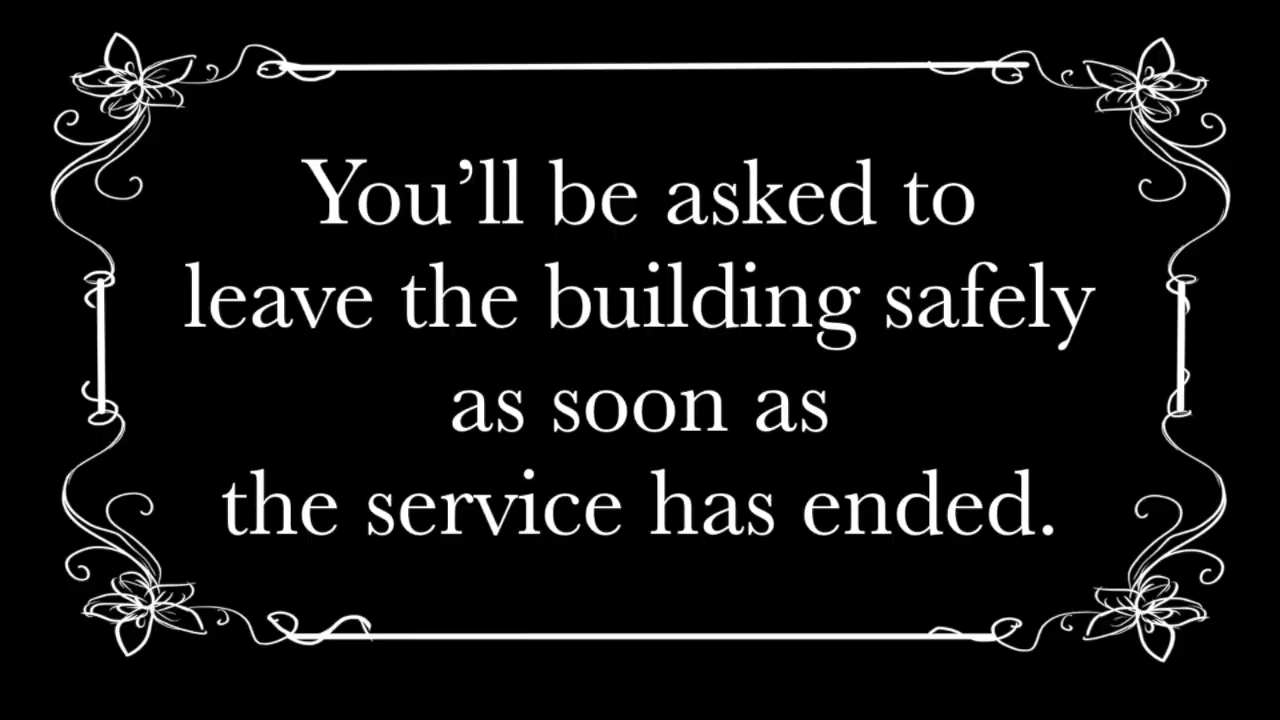 You’ll be asked to
leave the building safely
as soon as
the service has ended.